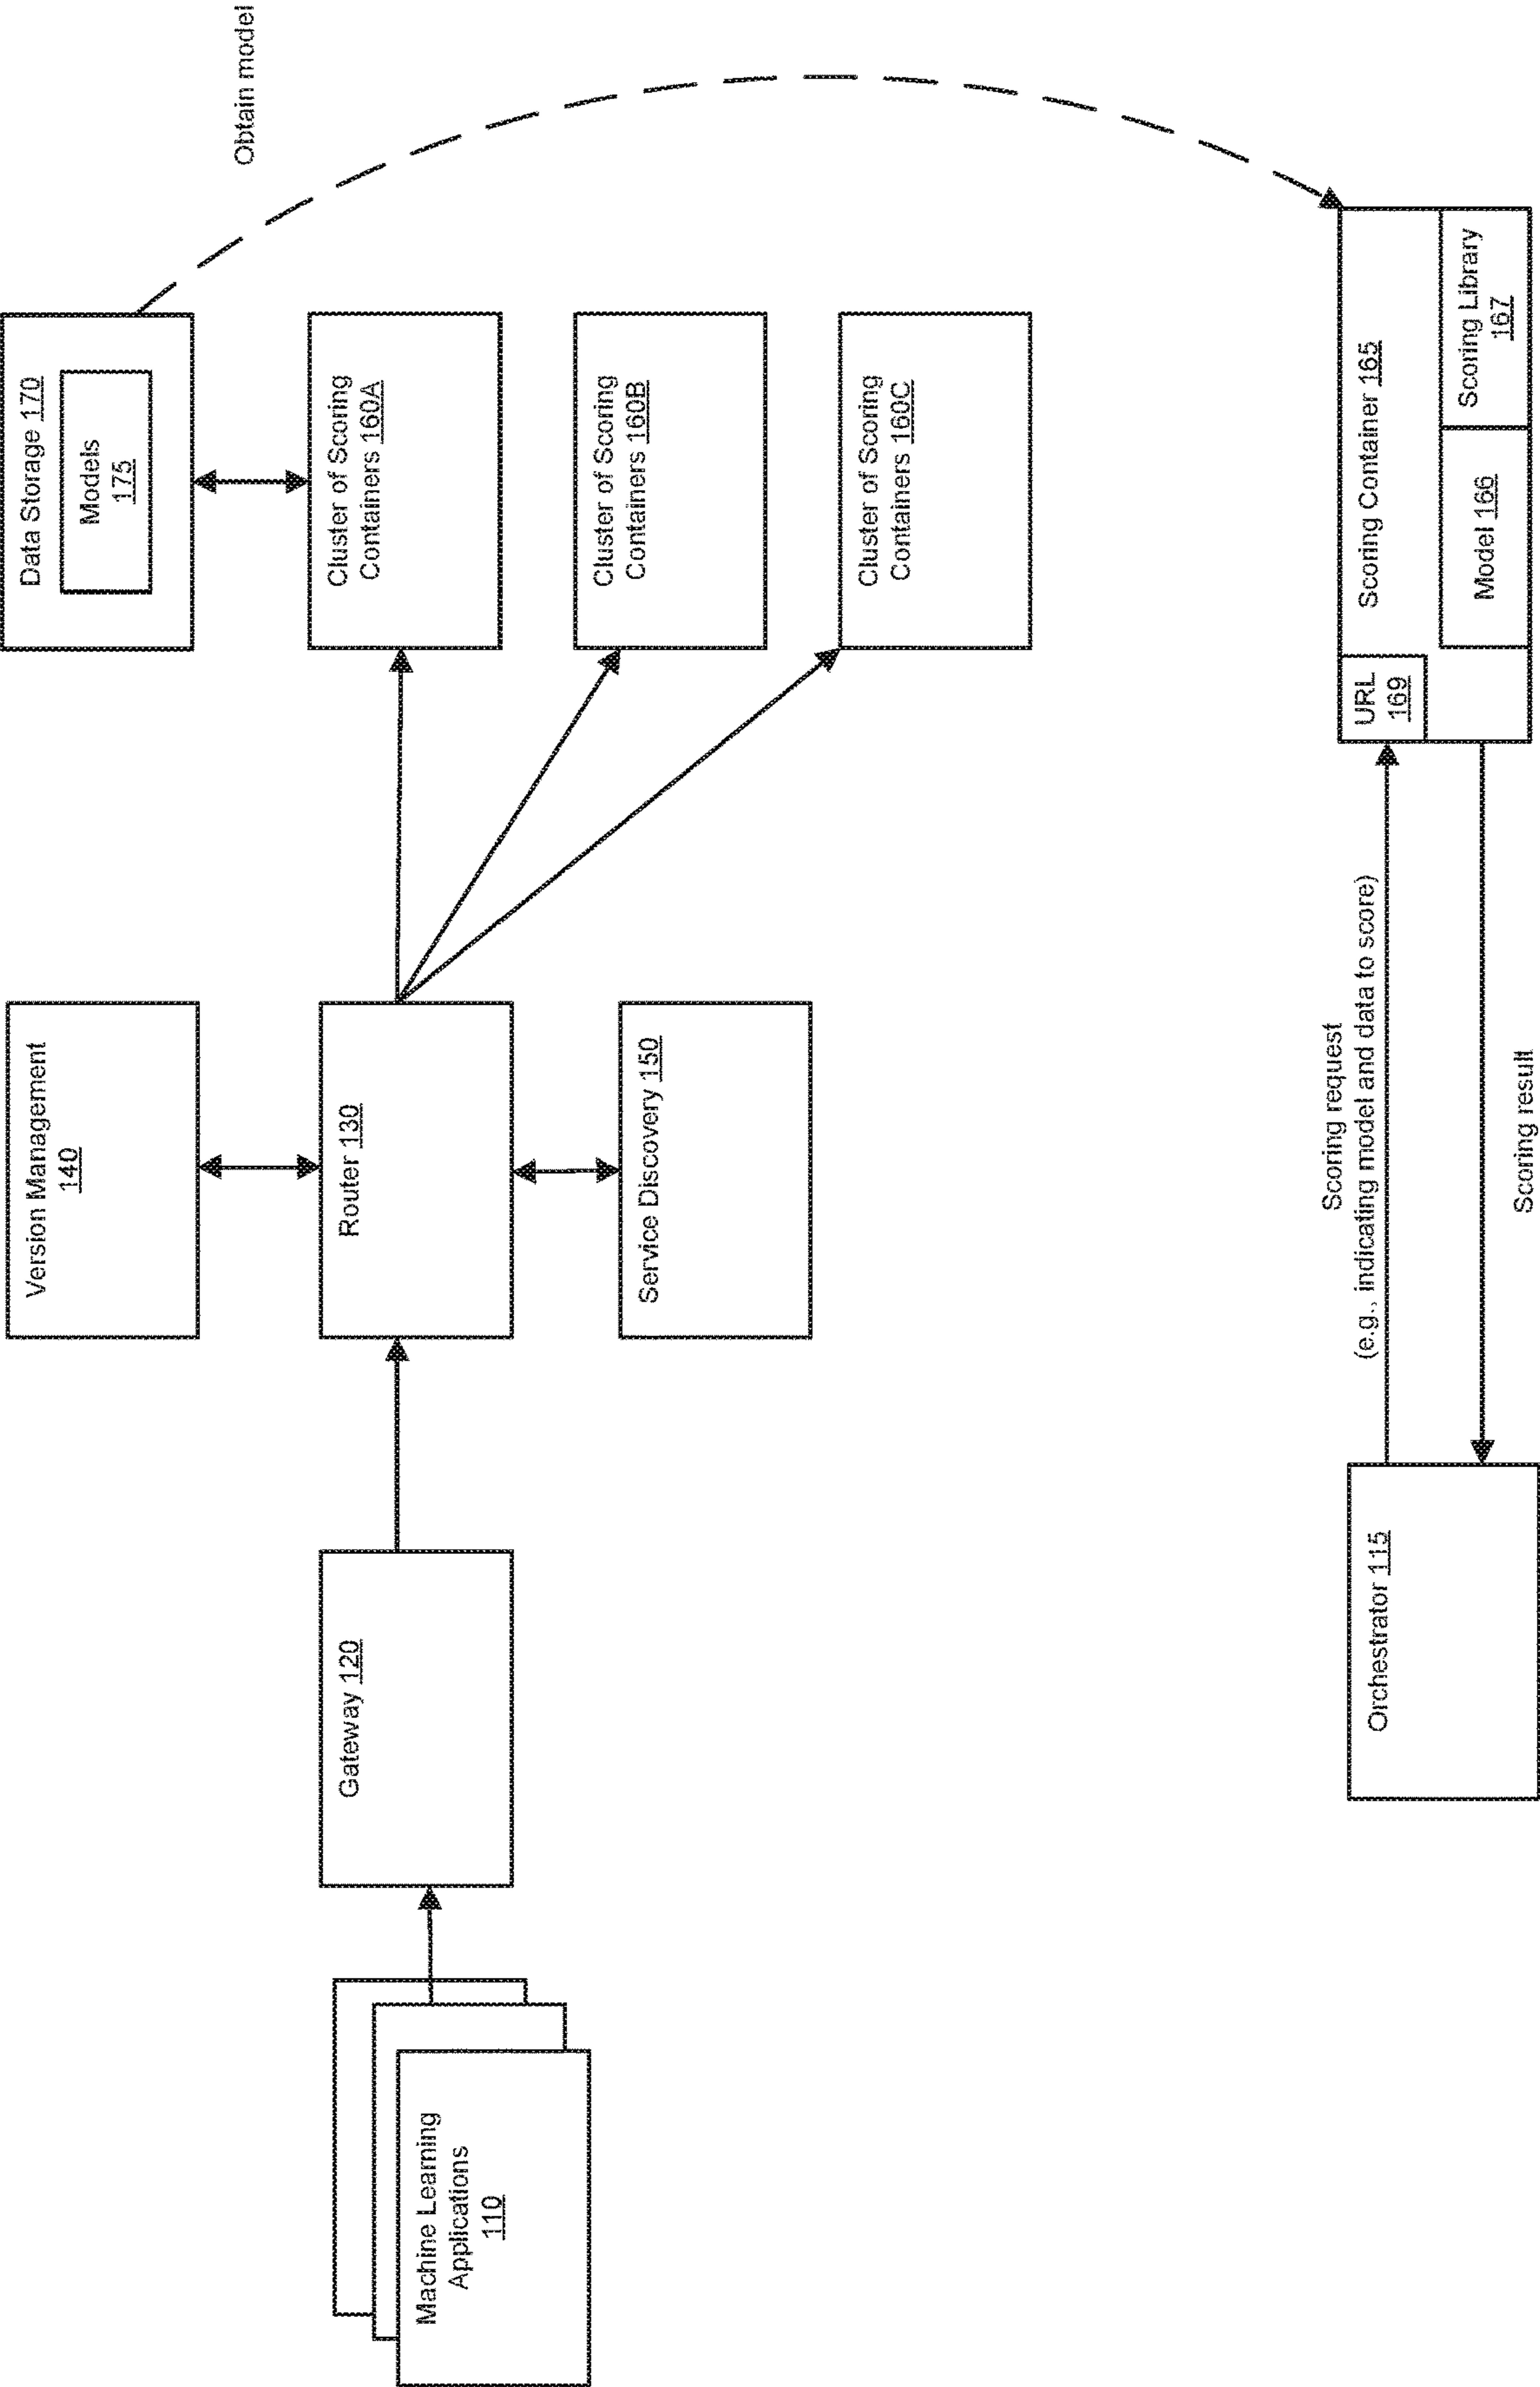 Obtain model
Version Management
140
Data Storage 170
Models
175
Machine Learning
Applications
110
Gateway 120
Router 130
Cluster of Scoring
Containers 160A
Service Discovery 150
Cluster of Scoring
Containers 160B
Cluster of Scoring
Containers 160C
Orchestrator 115
Scoring request
(e.g., indicating model and data to score)
Scoring result
URL
169
Scoring Container 165
Model 166
Scoring Library
167